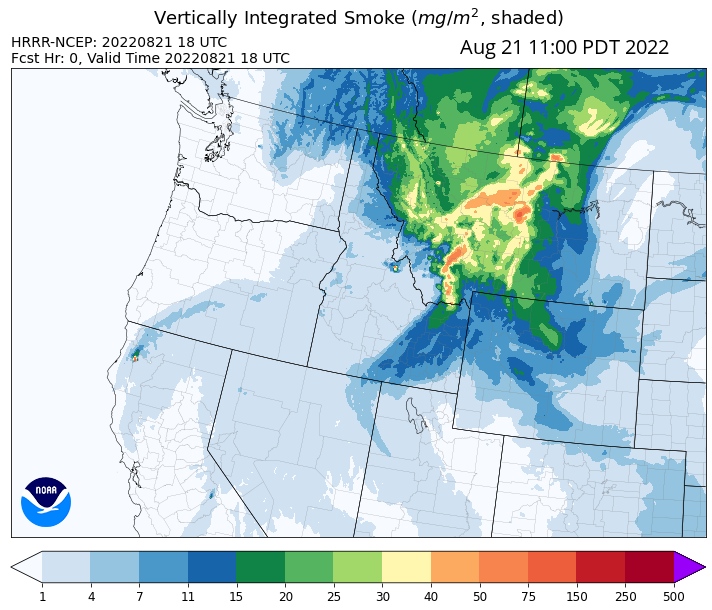 Vertically Integrated Smoke (mg/m², shaded)
HRRR-NCEP: 20220821 18 UTC
Aug 21 11:00 PDT 2022
Fcst Hr: 0, Valid Time 20220821 18 UTC
NOAA
1 4 7 11 15 20 25 30 40 50 75 150 250 500